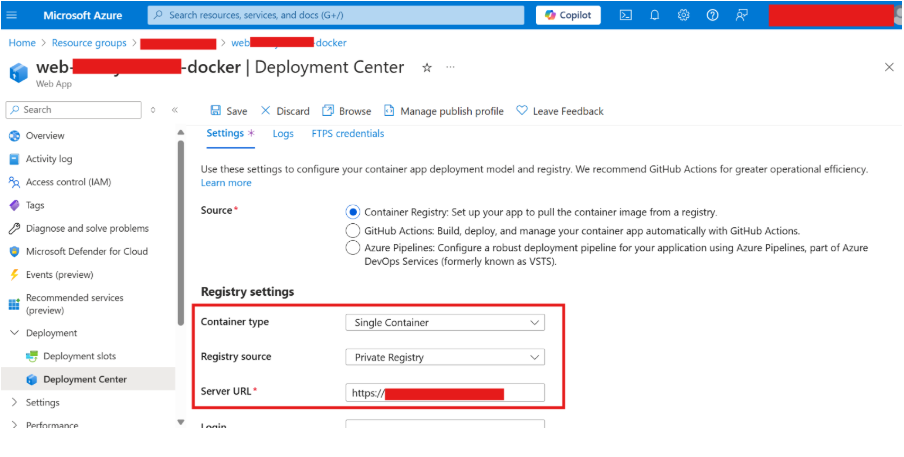 Microsoft Azure
Search resources, services, and docs (G+/)
Copilot
Home > Resource groups > > web- -docker
web- -docker | Deployment Center
Web App
Search
Save
Discard
Browse
Manage publish profile
Leave Feedback
Overview
Activity log
Access control (IAM)
Tags
Diagnose and solve problems
Microsoft Defender for Cloud
Events (preview)
Recommended services
(preview)
Deployment
Deployment slots
Deployment Center
Settings
Performance
Settings *
Logs
FTPS credentials
Use these settings to configure your container app deployment model and registry. We recommend GitHub Actions for greater operational efficiency.
Learn more
Source*
Container Registry: Set up your app to pull the container image from a registry.
GitHub Actions: Build, deploy, and manage your container app automatically with GitHub Actions.
Azure Pipelines: Configure a robust deployment pipeline for your application using Azure Pipelines, part of Azure
DevOps Services (formerly known as VSTS).
Registry settings
Container type
Single Container
Registry source
Private Registry
Server URL*
https://
Login